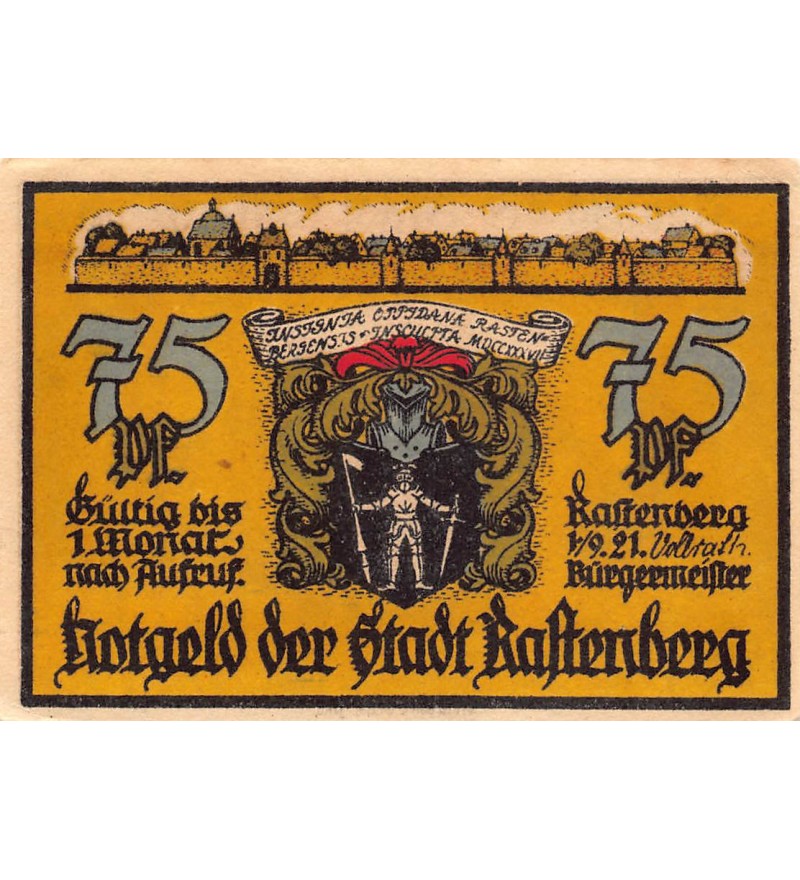 INSIGNIA OPPIDANA RASTEN=
BERGENSIS • INSCULPTA MDCCXXXVII
75
Pf.
75
Pf.
Gültig bis
1 Monat
nach Aufruf.
Rastenberg
1/9.21. Vollrath.
Bürgermeister
Notgeld der Stadt Rastenberg